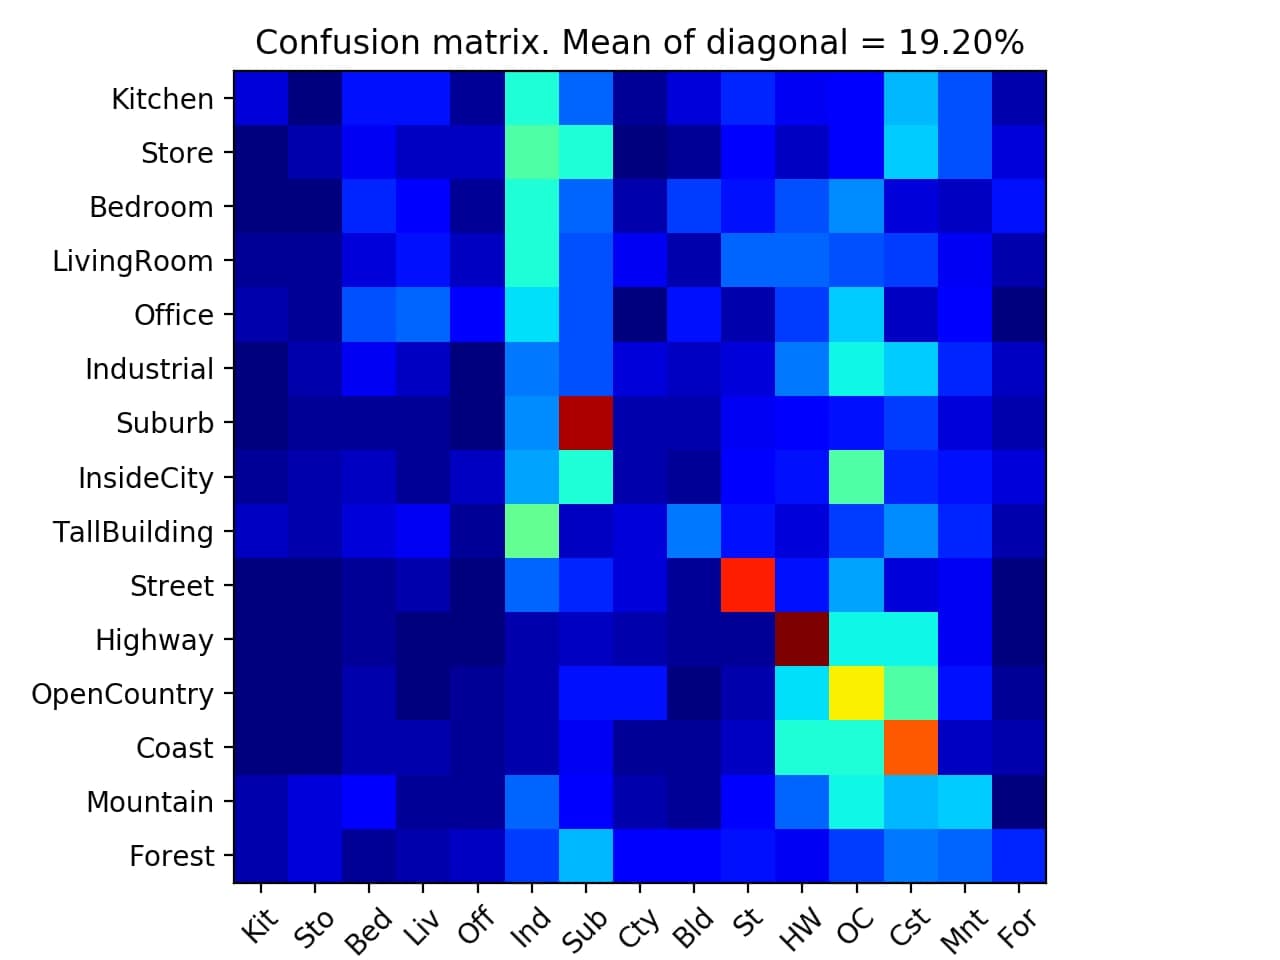 Confusion matrix. Mean of diagonal = 19.20%
Kitchen
Store
Bedroom
LivingRoom
Office
Industrial
Suburb
InsideCity
TallBuilding
Street
Highway
OpenCountry
Coast
Mountain
Forest
Kit Sto Bed Liv Off Ind Sub Cty Bld St HW OC Cst Mnt For